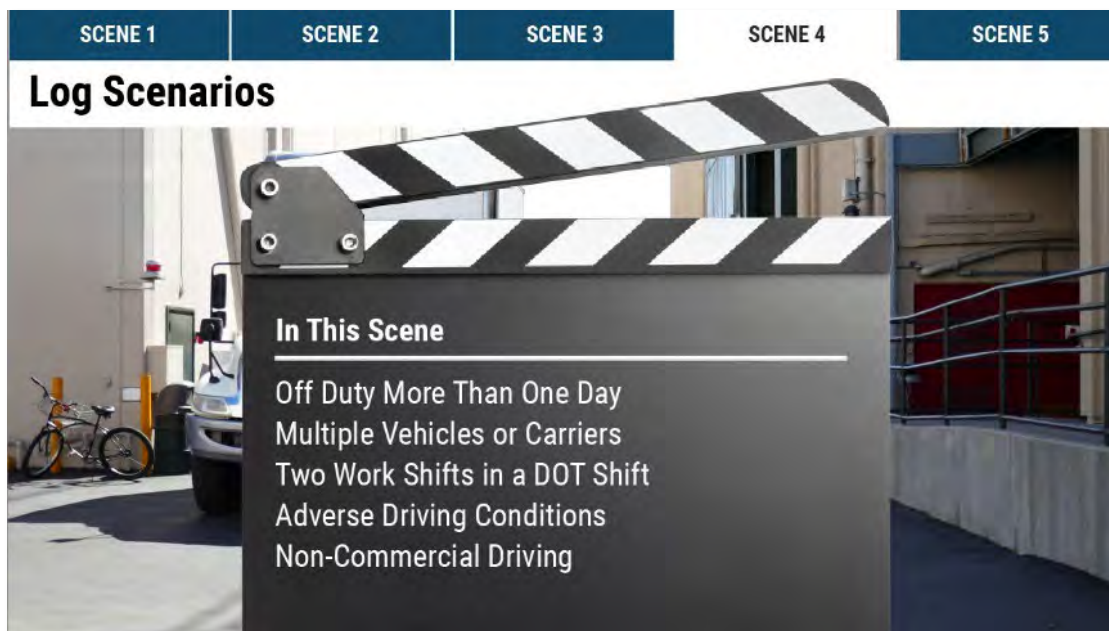 SCENE 1
SCENE 2
SCENE 3
SCENE 4
SCENE 5
Log Scenarios
In This Scene
Off Duty More Than One Day
Multiple Vehicles or Carriers
Two Work Shifts in a DOT Shift
Adverse Driving Conditions
Non-Commercial Driving